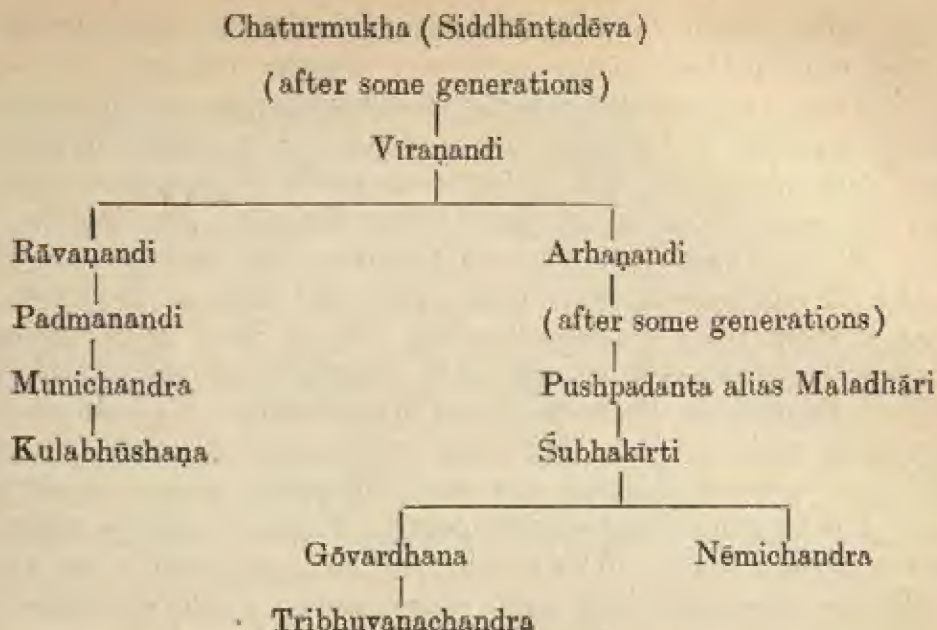 Chaturmukha ( Siddhāntadēva )
( after some generations )
Vīraṇandi
Rāvaṇandi Arhaṇandi
Padmanandi ( after some generations )
Munichandra Pushpadanta alias Maladhāri
Kulabhūshaṇa Śubhakīrti
Gōvardhana Nēmichandra
Tribhuvanachandra